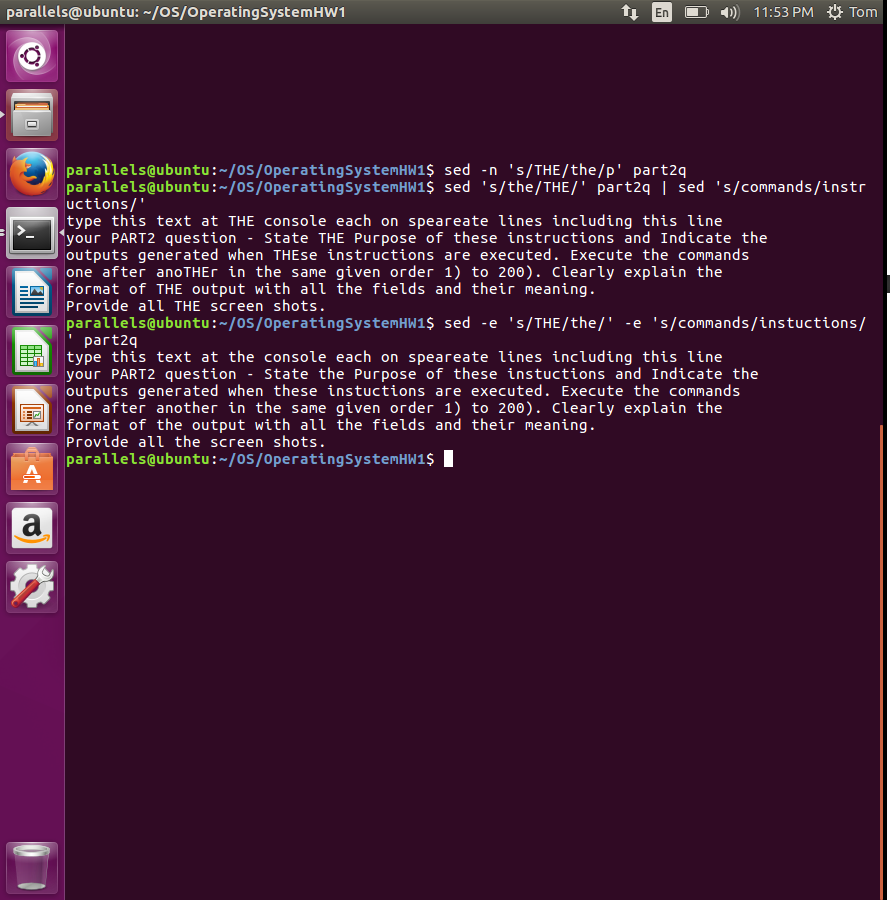 parallels@ubuntu: ~/OS/OperatingSystemHW1 En 11:53 PM Tom
parallels@ubuntu:~/OS/OperatingSystemHW1$ sed -n 's/THE/the/p' part2q
parallels@ubuntu:~/OS/OperatingSystemHW1$ sed 's/the/THE/' part2q | sed 's/commands/instr
uctions/'
type this text at THE console each on speareate lines including this line
your PART2 question - State THE Purpose of these instructions and Indicate the
outputs generated when THEse instructions are executed. Execute the commands
one after anoTHEr in the same given order 1) to 200). Clearly explain the
format of THE output with all the fields and their meaning.
Provide all THE screen shots.
parallels@ubuntu:~/OS/OperatingSystemHW1$ sed -e 's/THE/the/' -e 's/commands/instuctions/
' part2q
type this text at the console each on speareate lines including this line
your PART2 question - State the Purpose of these instuctions and Indicate the
outputs generated when these instuctions are executed. Execute the commands
one after another in the same given order 1) to 200). Clearly explain the
format of the output with all the fields and their meaning.
Provide all the screen shots.
parallels@ubuntu:~/OS/OperatingSystemHW1$